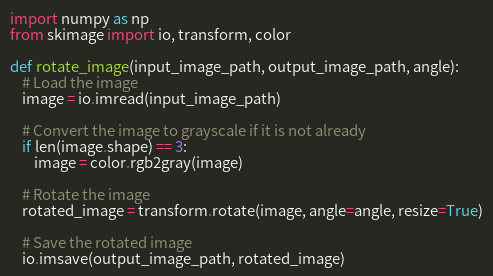 import numpy as np
from skimage import io, transform, color

def rotate_image(input_image_path, output_image_path, angle):
    # Load the image
    image = io.imread(input_image_path)

    # Convert the image to grayscale if it is not already
    if len(image.shape) == 3:
        image = color.rgb2gray(image)

    # Rotate the image
    rotated_image = transform.rotate(image, angle=angle, resize=True)

    # Save the rotated image
    io.imsave(output_image_path, rotated_image)